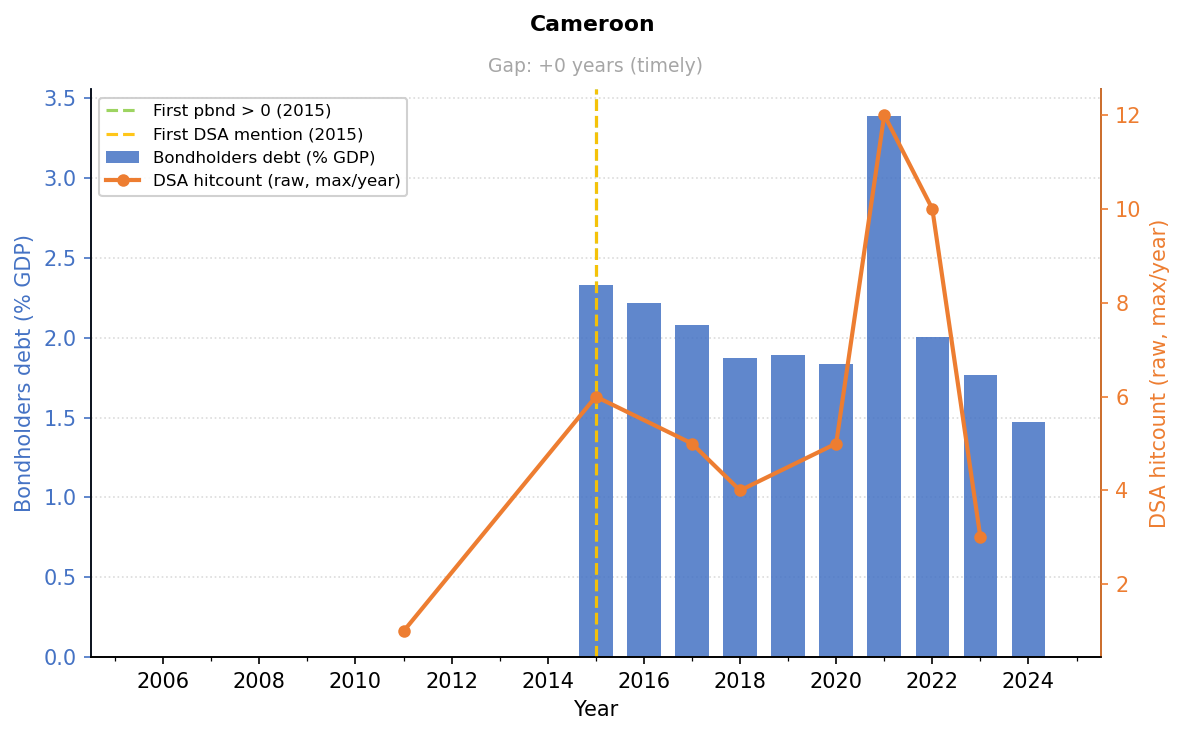 Cameroon
Gap: +0 years (timely)
First pbnd > 0 (2015)
First DSA mention (2015)
Bondholders debt (% GDP)
DSA hitcount (raw, max/year)
Bondholders debt (% GDP)
3.5
3.0
2.5
2.0
1.5
1.0
0.5
0.0
12
10
8
6
4
2
DSA hitcount (raw, max/year)
2006 2008 2010 2012 2014 2016 2018 2020 2022 2024
Year